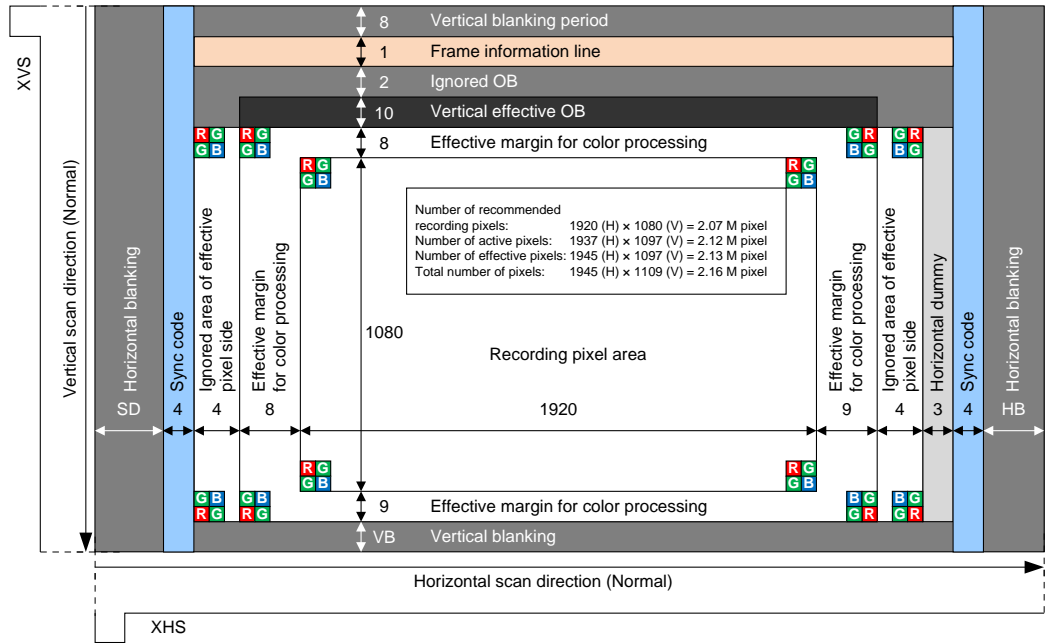 8 Vertical blanking period
1 Frame information line
2 Ignored OB
10 Vertical effective OB
R G R G G R R G
G B G B B G G B
8 Effective margin for color processing
R G R G
G B G B
Number of recommended
recording pixels: 1920 (H) × 1080 (V) = 2.07 M pixel
Number of active pixels: 1937 (H) × 1097 (V) = 2.12 M pixel
Number of effective pixels: 1945 (H) × 1097 (V) = 2.13 M pixel
Total number of pixels: 1945 (H) × 1109 (V) = 2.16 M pixel
XVS
Vertical scan direction (Normal)
Horizontal blanking
Sync code
Ignored area of effective
pixel side
Effective margin
for color processing
1080
Recording pixel area
Effective margin
for color processing
Ignored area of effective
pixel side
Horizontal dummy
Sync code
Horizontal blanking
SD 4 4 8 1920 9 4 3 4 HB
R G R G
G B G B
G B G B B G B G
R G R G G R G R
9 Effective margin for color processing
VB Vertical blanking
Horizontal scan direction (Normal)
XHS